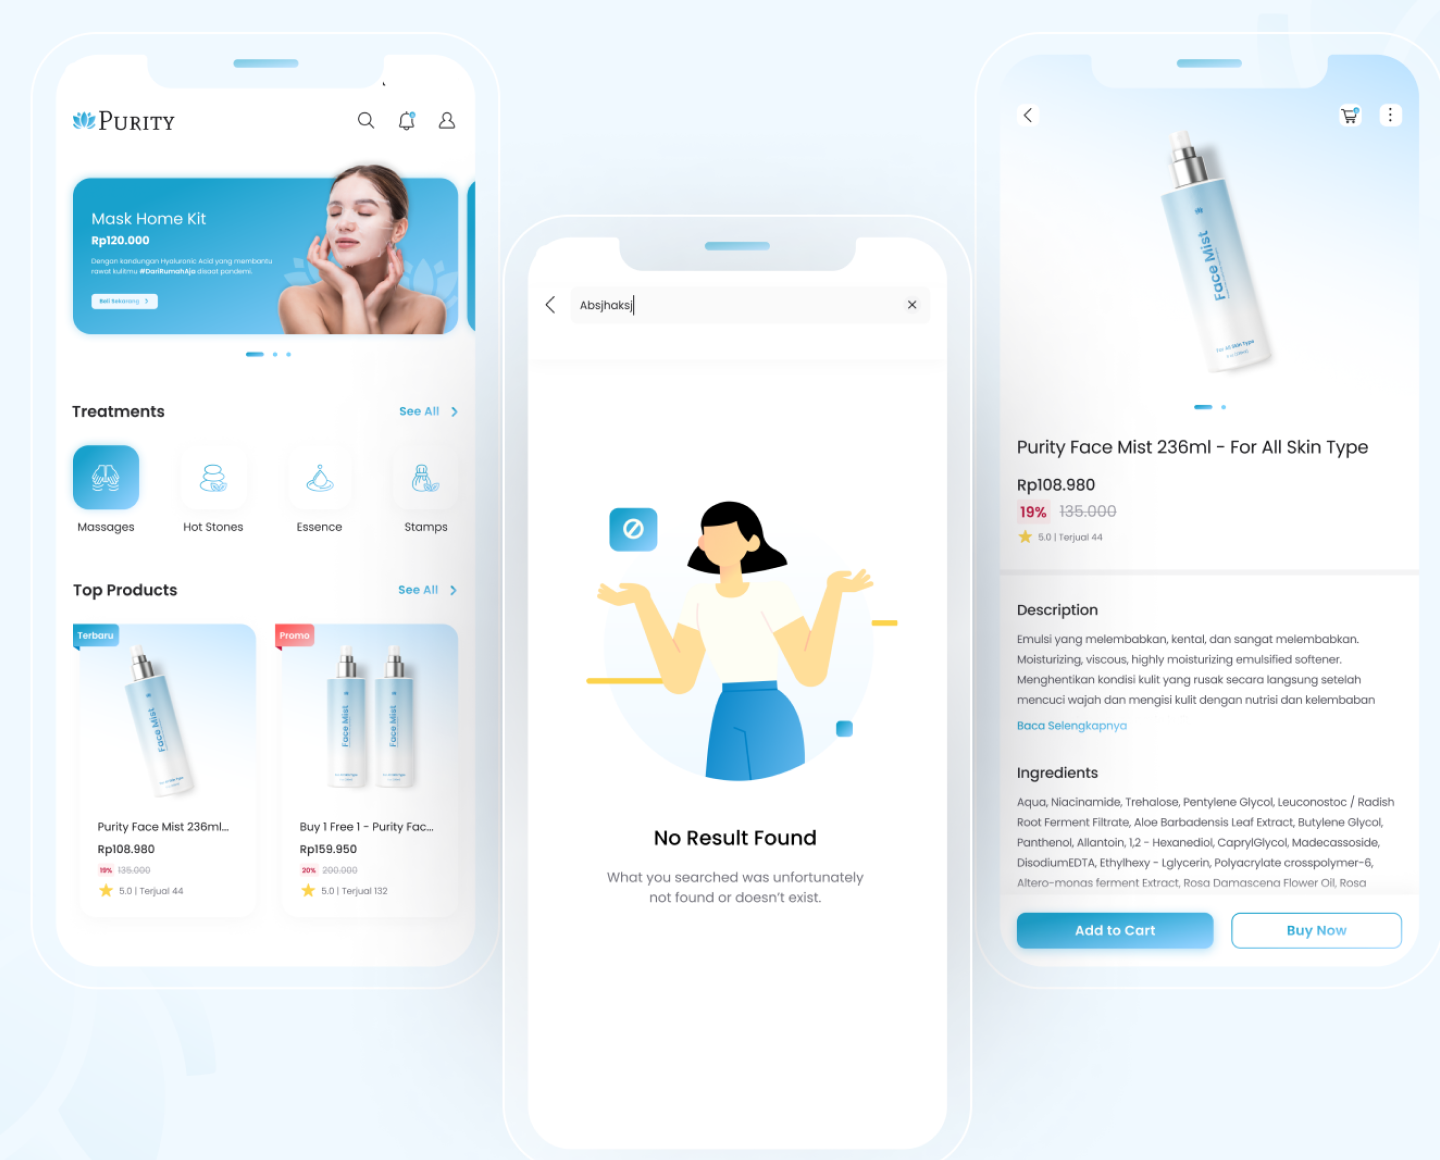 PURITY
Mask Home Kit
Rp120.000
Dengan kandungan Hyaluronic Acid yang membantu
rawat kulitmu #DariRumahAja disaat pandemi.
Beli Sekarang
Treatments
See All
Massages
Hot Stones
Essence
Stamps
Top Products
See All
Terbaru
Face Mist
Purity Face Mist 236ml...
Rp108.980
19% 135.000
5.0 | Terjual 44
Promo
Face Mist
Face Mist
Buy 1 Free 1 - Purity Fac...
Rp159.950
20% 200.000
5.0 | Terjual 132
Absjhaksj
No Result Found
What you searched was unfortunately
not found or doesn't exist.
Face Mist
For All Skin Type
Purity Face Mist 236ml - For All Skin Type
Rp108.980
19% 135.000
5.0 | Terjual 44
Description
Emulsi yang melembabkan, kental, dan sangat melembabkan.
Moisturizing, viscous, highly moisturizing emulsified softener.
Menghentikan kondisi kulit yang rusak secara langsung setelah
mencuci wajah dan mengisi kulit dengan nutrisi dan kelembaban
Baca Selengkapnya
Ingredients
Aqua, Niacinamide, Trehalose, Pentylene Glycol, Leuconostoc / Radish
Root Ferment Filtrate, Aloe Barbadensis Leaf Extract, Butylene Glycol,
Panthenol, Allantoin, 1,2 - Hexanediol, CaprylGlycol, Madecassoside,
DisodiumEDTA, Ethylhexy - Lglycerin, Polyacrylate crosspolymer-6,
Altero-monas ferment Extract, Rosa Damascena Flower Oil, Rosa
Add to Cart
Buy Now